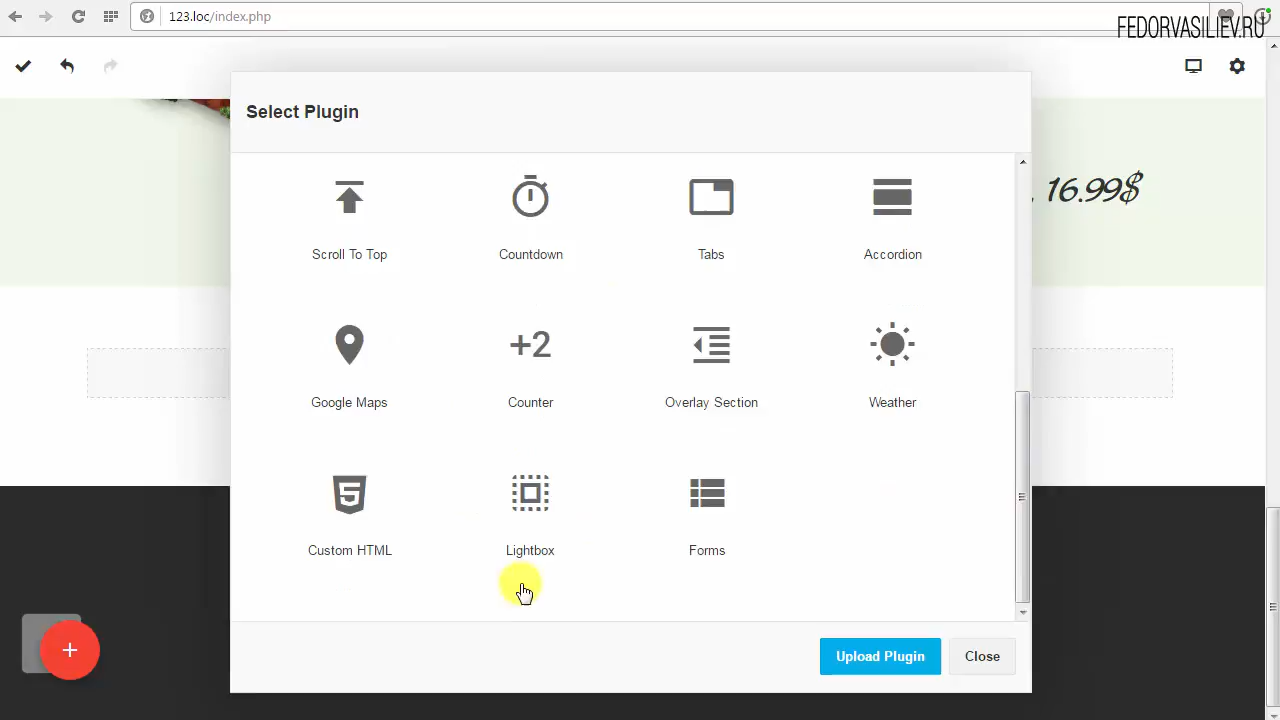 123.loc/index.php
FEDORVASILIEV.RU
Select Plugin
16.99$
Scroll To Top
Countdown
Tabs
Accordion
Google Maps
+2
Counter
Overlay Section
Weather
5
Custom HTML
Lightbox
Forms
+
Upload Plugin
Close